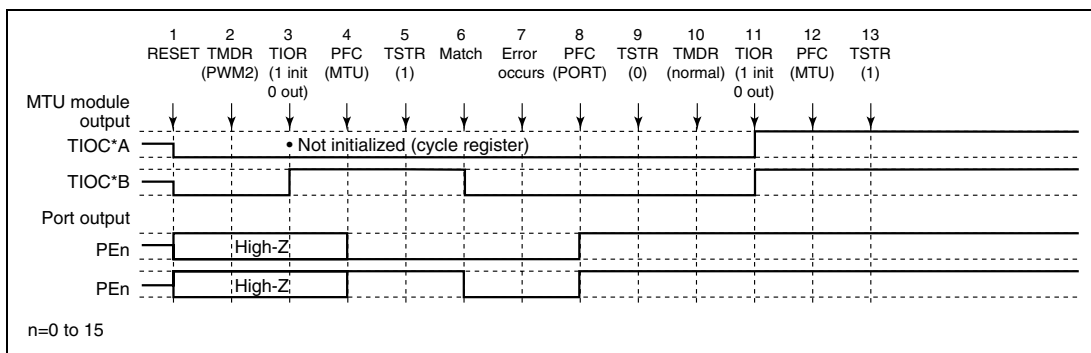 1 2 3 4 5 6 7 8 9 10 11 12 13
RESET TMDR TIOR PFC TSTR Match Error PFC TSTR TMDR TIOR PFC TSTR
(PWM2) (1 init (MTU) (1) occurs (PORT) (0) (normal) (1 init (MTU) (1)
0 out) 0 out)
MTU module
output
TIOC*A • Not initialized (cycle register)
TIOC*B
Port output
PEn High-Z
PEn High-Z
n=0 to 15